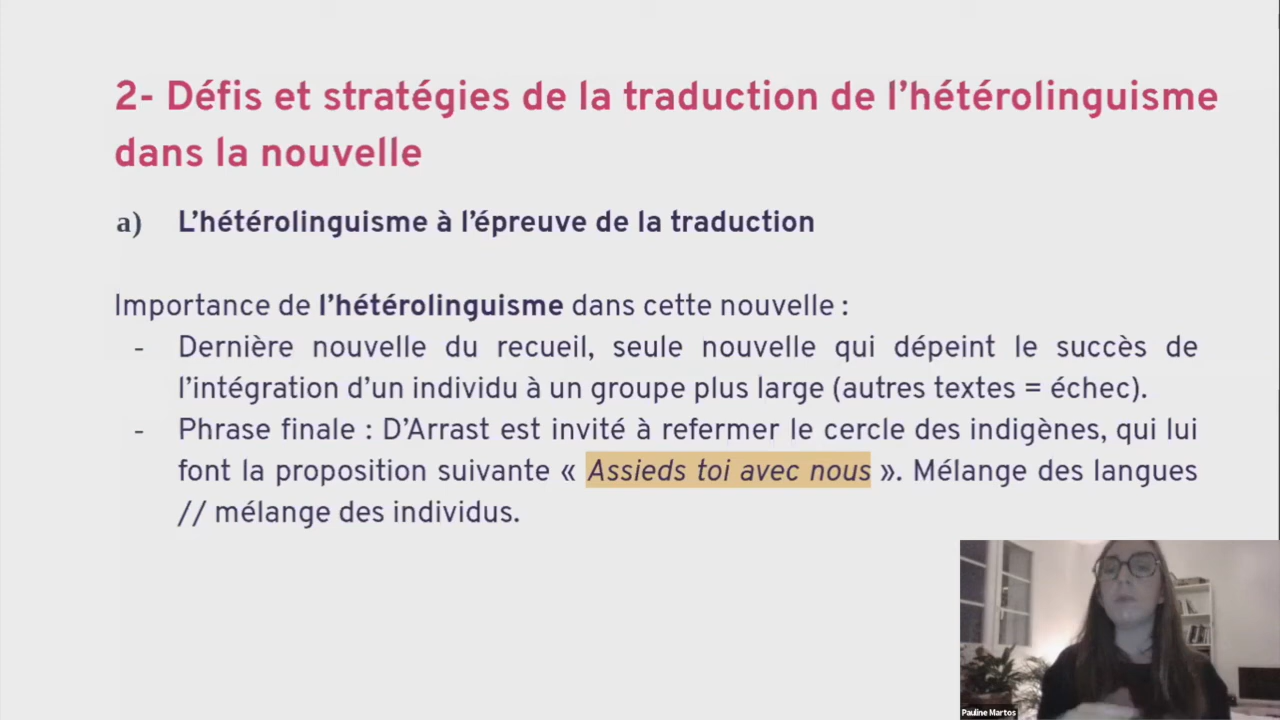 2- Défis et stratégies de la traduction de l’hétérolinguisme
dans la nouvelle
a) L’hétérolinguisme à l’épreuve de la traduction
Importance de l’hétérolinguisme dans cette nouvelle :
- Dernière nouvelle du recueil, seule nouvelle qui dépeint le succès de
l’intégration d’un individu à un groupe plus large (autres textes = échec).
- Phrase finale : D’Arrast est invité à refermer le cercle des indigènes, qui lui
font la proposition suivante « Assieds toi avec nous ». Mélange des langues
// mélange des individus.
Pauline Martos